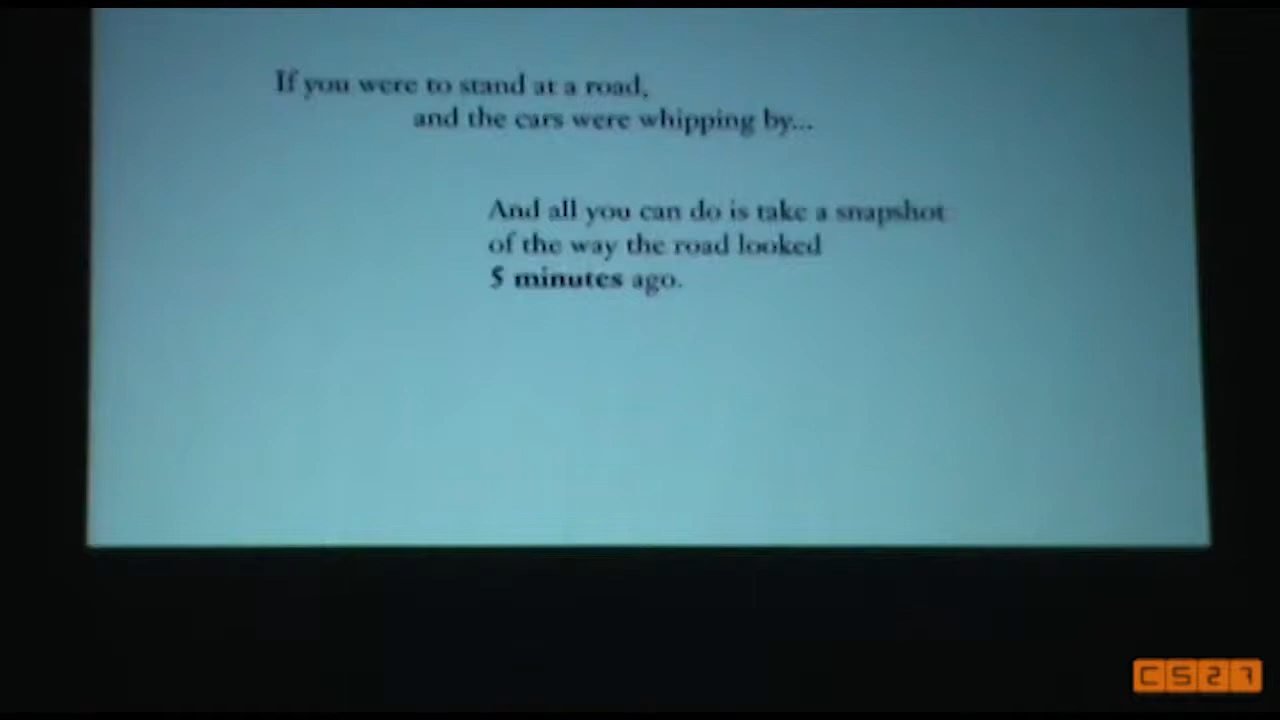 If you were to stand at a road,
and the cars were whipping by...
And all you can do is take a snapshot
of the way the road looked
5 minutes ago.
CS27